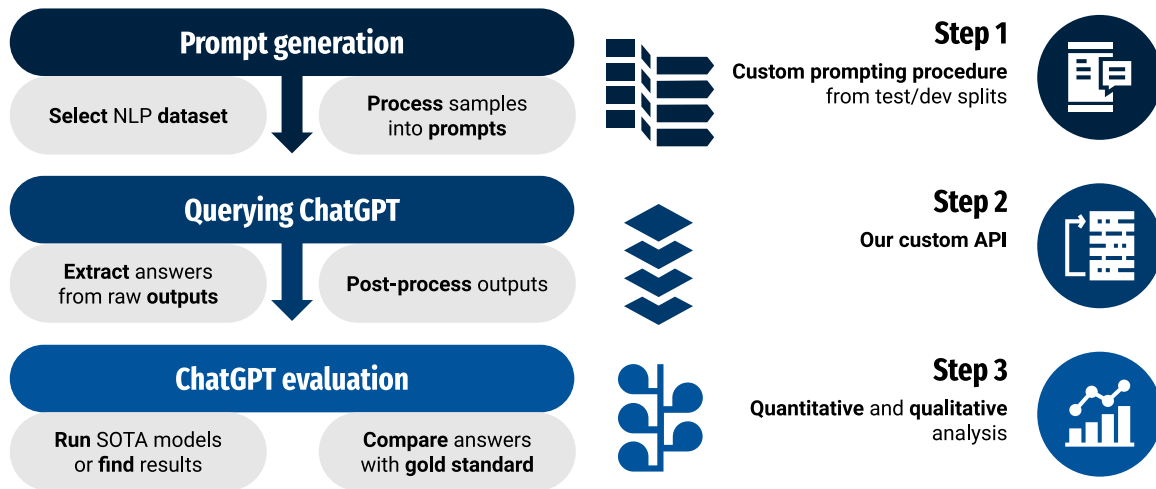 Prompt generation
Select NLP dataset
Process samples
into prompts
Step 1
Custom prompting procedure
from test/dev splits
Querying ChatGPT
Extract answers
from raw outputs
Post-process outputs
Step 2
Our custom API
ChatGPT evaluation
Run SOTA models
or find results
Compare answers
with gold standard
Step 3
Quantitative and qualitative
analysis